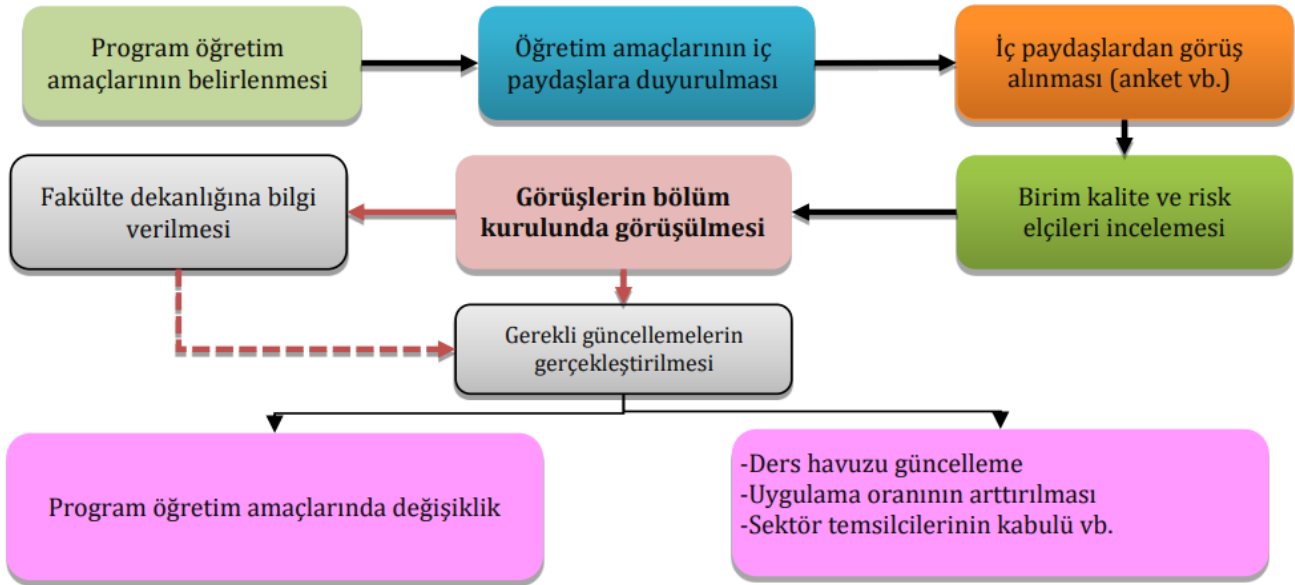 Program öğretim
amaçlarının belirlenmesi
Öğretim amaçlarının iç
paydaşlara duyurulması
İç paydaşlardan görüş
alınması (anket vb.)
Birim kalite ve risk
elçileri incelemesi
Görüşlerin bölüm
kurulunda görüşülmesi
Fakülte dekanlığına bilgi
verilmesi
Gerekli güncellemelerin
gerçekleştirilmesi
Program öğretim amaçlarında değişiklik
-Ders havuzu güncelleme
-Uygulama oranının arttırılması
-Sektör temsilcilerinin kabulü vb.